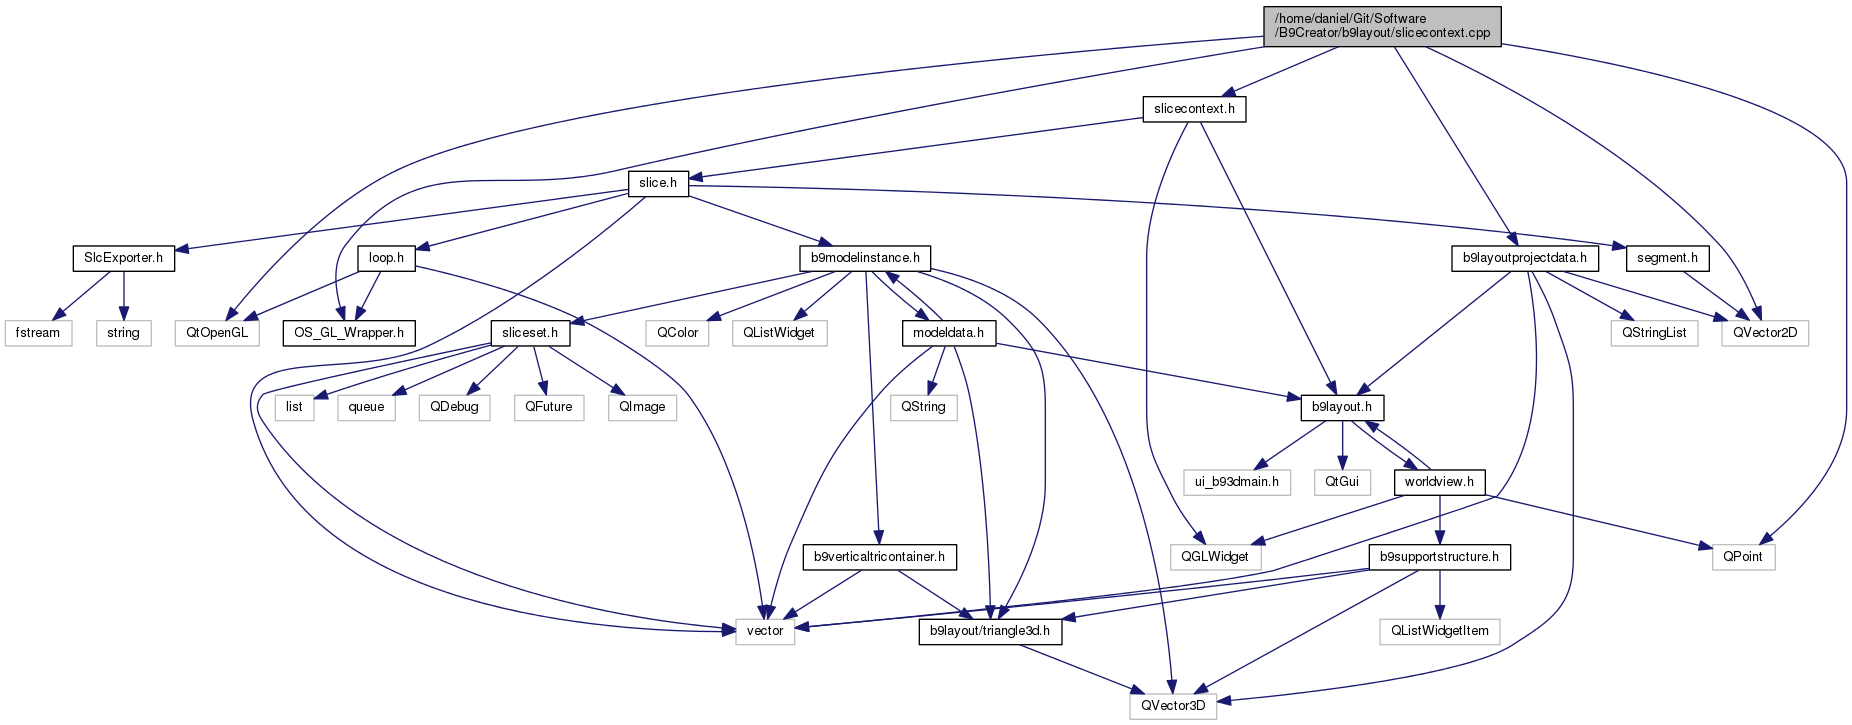 /home/daniel/Git/Software
/B9Creator/b9layout/slicecontext.cpp
slicecontext.h
slice.h
SlcExporter.h
loop.h
b9modelinstance.h
b9layoutprojectdata.h
segment.h
fstream
string
QtOpenGL
OS_GL_Wrapper.h
sliceset.h
QColor
QListWidget
modeldata.h
QStringList
QVector2D
list
queue
QDebug
QFuture
QImage
QString
b9layout.h
ui_b93dmain.h
QtGui
worldview.h
b9verticaltricontainer.h
QGLWidget
b9supportstructure.h
QPoint
vector
b9layout/triangle3d.h
QListWidgetItem
QVector3D